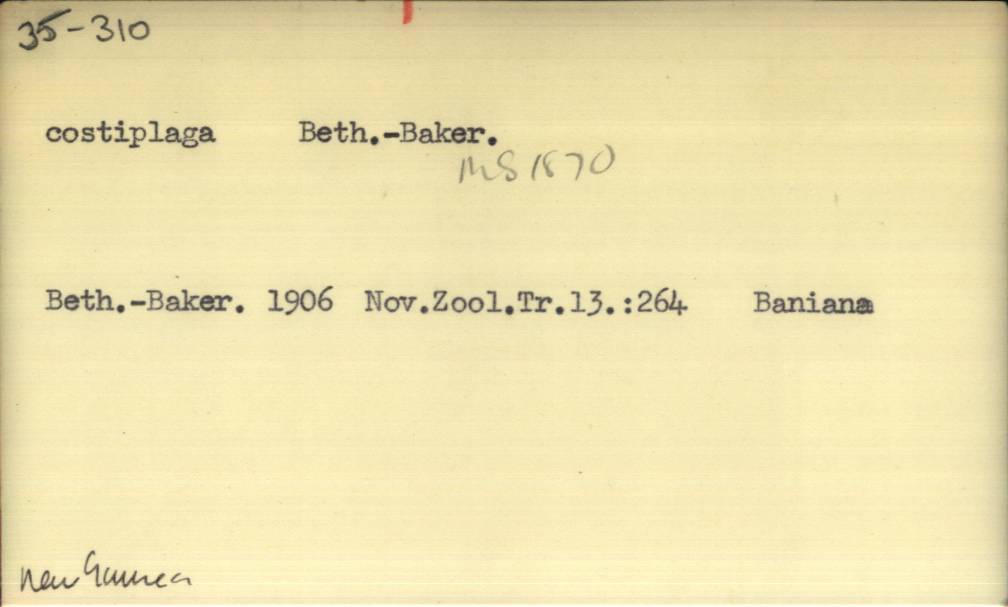 35-310
costiplaga Beth.-Baker.
MS 1870
Beth.-Baker. 1906 Nov.Zool.Tr.13.:264 Baniana
New Guinea